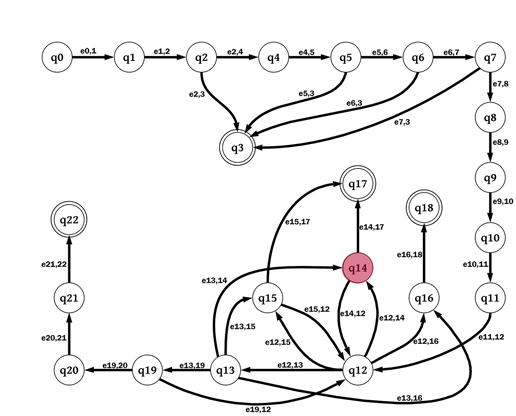 q0 e0,1 q1 e1,2 q2 e2,4 q4 e4,5 q5 e5,6 q6 e6,7 q7
e7,8
e2,3 e5,3 e6,3
q8
e7,3
q3
e8,9
q9
q17
e9,10
q22 q18
e15,17 e14,17
q10
e16,18
e21,22 e10,11
q14
e13,14
q21 q15 q16 q11
e15,12 e14,12 e12,14
e13,15
e20,21 e12,15 e12,16 e11,12
q20 e19,20 q19 e13,19 q13 e12,13 q12
e13,16
e19,12